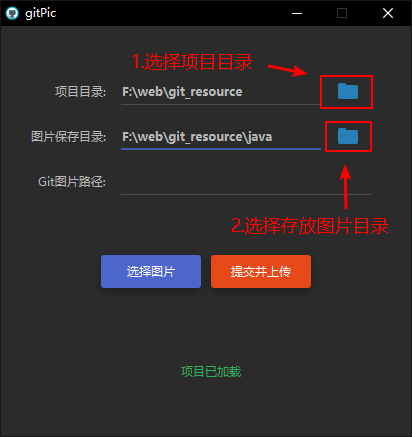 gitPic
1.选择项目目录
项目目录: F:\web\git_resource
图片保存目录: F:\web\git_resource\java
Git图片路径:
2.选择存放图片目录
选择图片 提交并上传
项目已加载